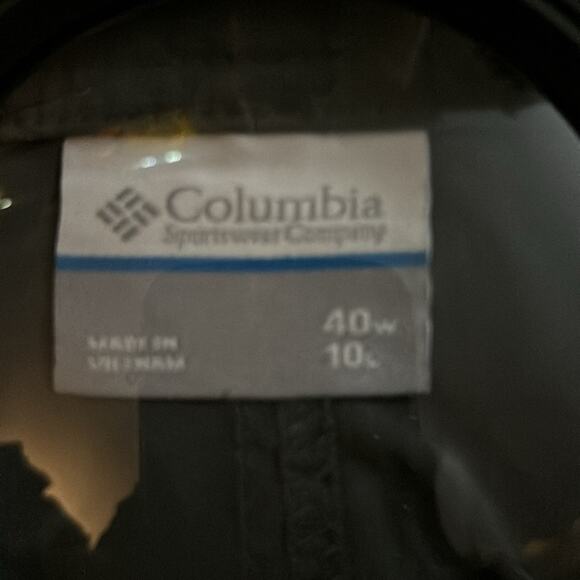 Columbia
Sportswear Company
40w
10L
MADE IN
VIETNAM